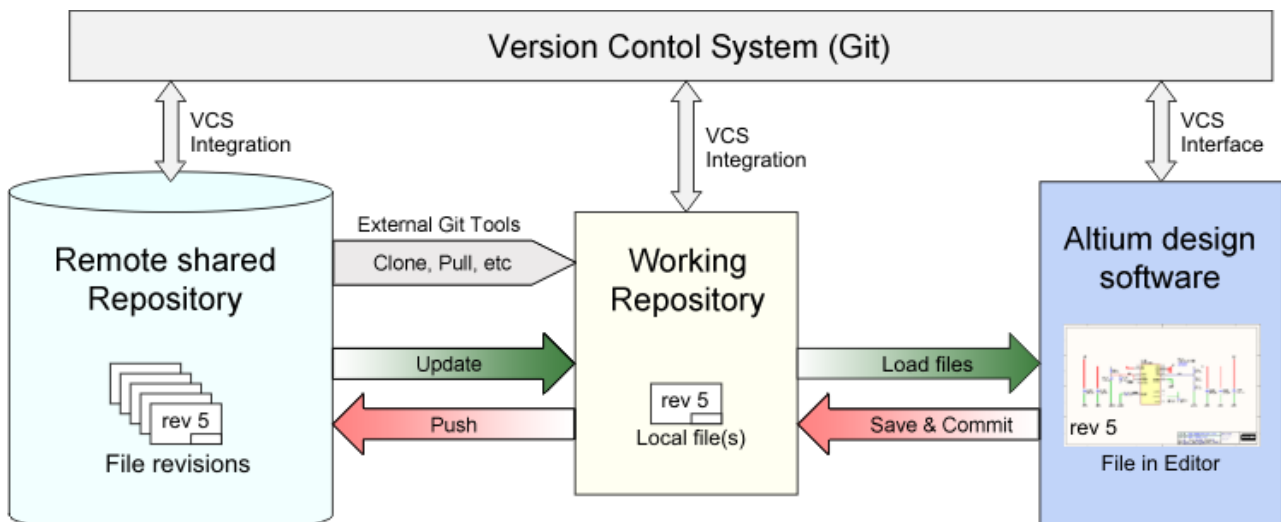 Version Contol System (Git)
VCS
Integration
VCS
Integration
VCS
Interface
Remote shared
Repository
External Git Tools
Clone, Pull, etc
Working
Repository
Altium design
software
Update
Load files
rev 5
rev 5
Push
Save & Commit
rev 5
File revisions
Local file(s)
File in Editor